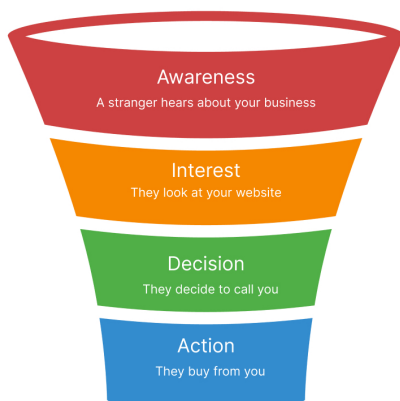 Awareness
A stranger hears about your business
Interest
They look at your website
Decision
They decide to call you
Action
They buy from you